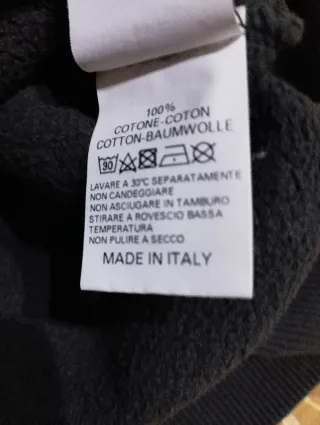 100%
COTONE-COTON
COTTON-BAUMWOLLE
30
LAVARE A 30°C SEPARATAMENTE
NON CANDEGGIARE
NON ASCIUGARE IN TAMBURO
STIRARE A ROVESCIO BASSA
TEMPERATURA
NON PULIRE A SECCO
MADE IN ITALY